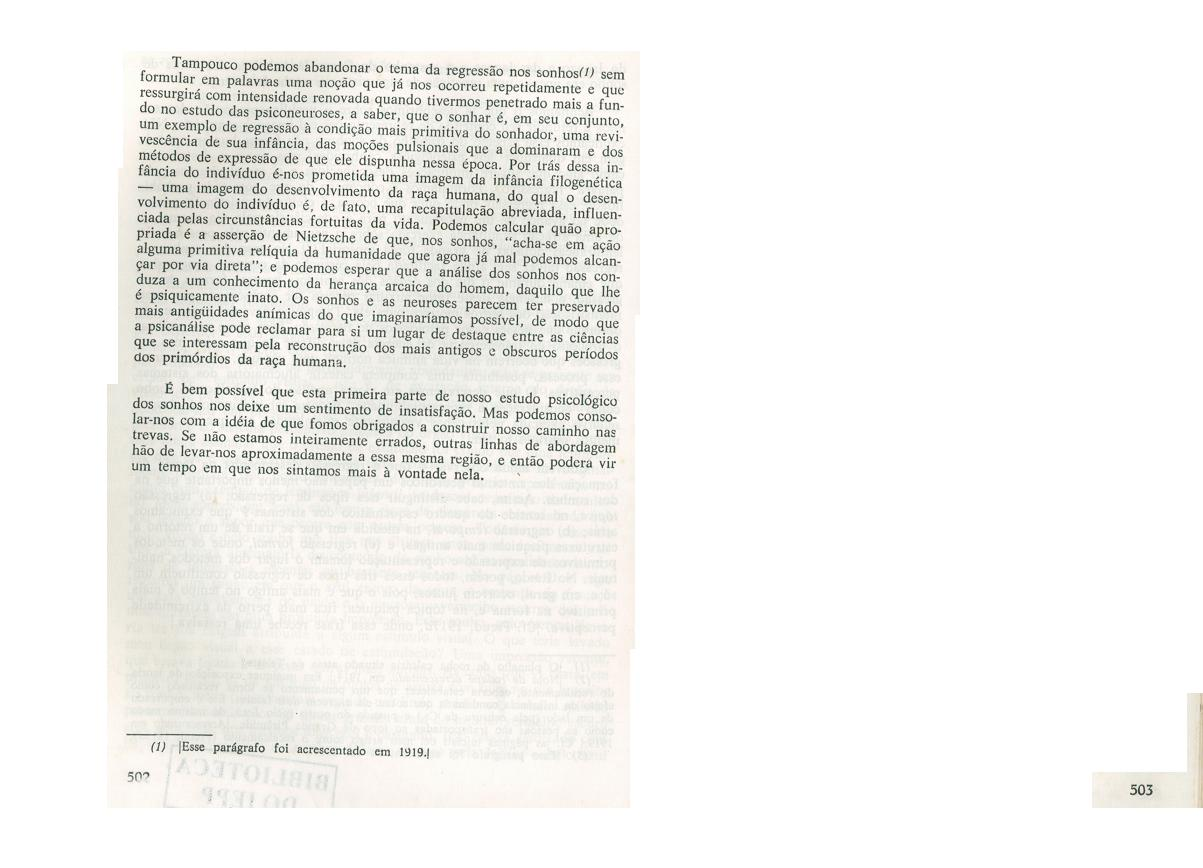 Tampouco podemos abandonar o tema da regressão nos sonhos(1) sem
formular em palavras uma noção que já nos ocorreu repetidamente e que
ressurgirá com intensidade renovada quando tivermos penetrado mais a fun-
do no estudo das psiconeuroses, a saber, que o sonhar é, em seu conjunto,
um exemplo de regressão à condição mais primitiva do sonhador, uma revi-
vescência de sua infância, das moções pulsionais que a dominaram e dos
métodos de expressão de que ele dispunha nessa época. Por trás dessa in-
fância do indivíduo é-nos prometida uma imagem da infância filogenética
— uma imagem do desenvolvimento da raça humana, do qual o desen-
volvimento do indivíduo é, de fato, uma recapitulação abreviada, influen-
ciada pelas circunstâncias fortuitas da vida. Podemos calcular quão apro-
priada é a asserção de Nietzsche de que, nos sonhos, “acha-se em ação
alguma primitiva relíquia da humanidade que agora já mal podemos alcan-
çar por via direta”; e podemos esperar que a análise dos sonhos nos con-
duza a um conhecimento da herança arcaica do homem, daquilo que lhe
é psiquicamente inato. Os sonhos e as neuroses parecem ter preservado
mais antigüidades anímicas do que imaginaríamos possível, de modo que
a psicanálise pode reclamar para si um lugar de destaque entre as ciências
que se interessam pela reconstrução dos mais antigos e obscuros períodos
dos primórdios da raça humana.
É bem possível que esta primeira parte de nosso estudo psicológico
dos sonhos nos deixe um sentimento de insatisfação. Mas podemos conso-
lar-nos com a idéia de que fomos obrigados a construir nosso caminho nas
trevas. Se não estamos inteiramente errados, outras linhas de abordagem
hão de levar-nos aproximadamente a essa mesma região, e então podera vir
um tempo em que nos sintamos mais à vontade nela.
(1) |Esse parágrafo foi acrescentado em 1919.|
502
BIBLIOTECA
DO IEPP
503